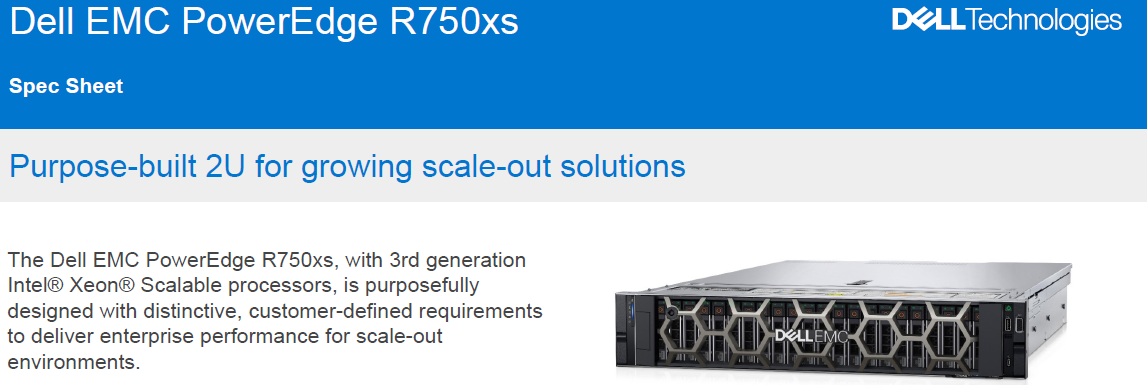 Dell EMC PowerEdge R750xs
DELLTechnologies
Spec Sheet
Purpose-built 2U for growing scale-out solutions
The Dell EMC PowerEdge R750xs, with 3rd generation
Intel® Xeon® Scalable processors, is purposefully
designed with distinctive, customer-defined requirements
to deliver enterprise performance for scale-out
environments.
DELLEMC